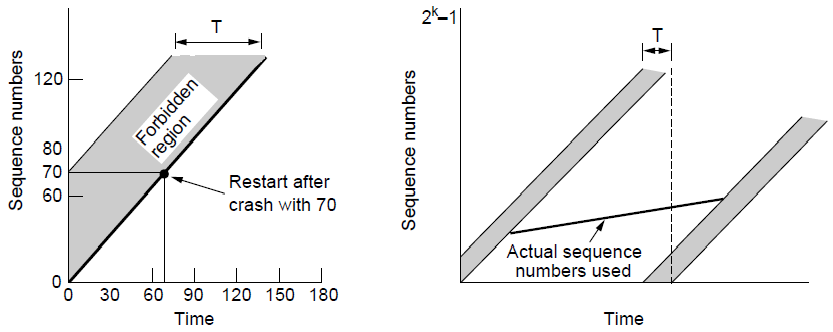 T
Sequence numbers
120
80
70
60
0
Forbidden
region
Restart after
crash with 70
0 30 60 70 90 120 150 180
Time
2ᵏ–1
T
Sequence numbers
Actual sequence
numbers used
Time